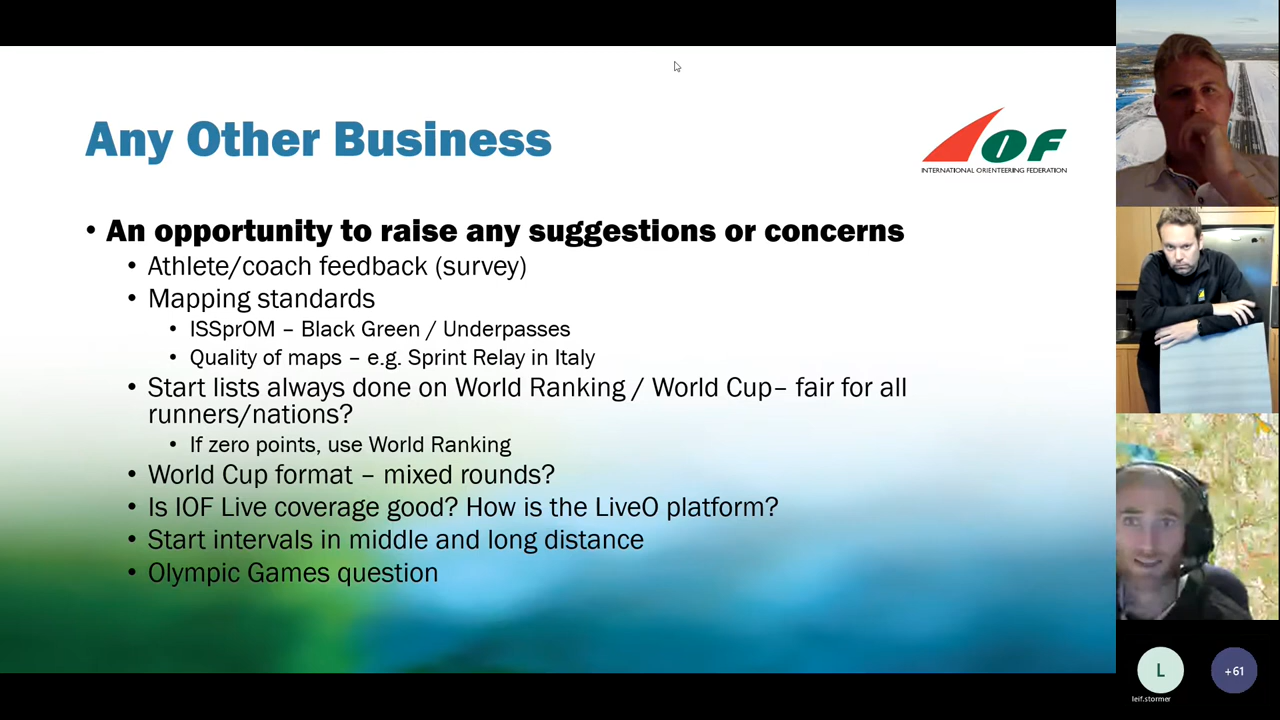 Any Other Business
IOF
INTERNATIONAL ORIENTEERING FEDERATION
• An opportunity to raise any suggestions or concerns
• Athlete/coach feedback (survey)
• Mapping standards
• ISSprOM – Black Green / Underpasses
• Quality of maps – e.g. Sprint Relay in Italy
• Start lists always done on World Ranking / World Cup– fair for all
runners/nations?
• If zero points, use World Ranking
• World Cup format – mixed rounds?
• Is IOF Live coverage good? How is the LiveO platform?
• Start intervals in middle and long distance
• Olympic Games question
L
+61
leif.stormer